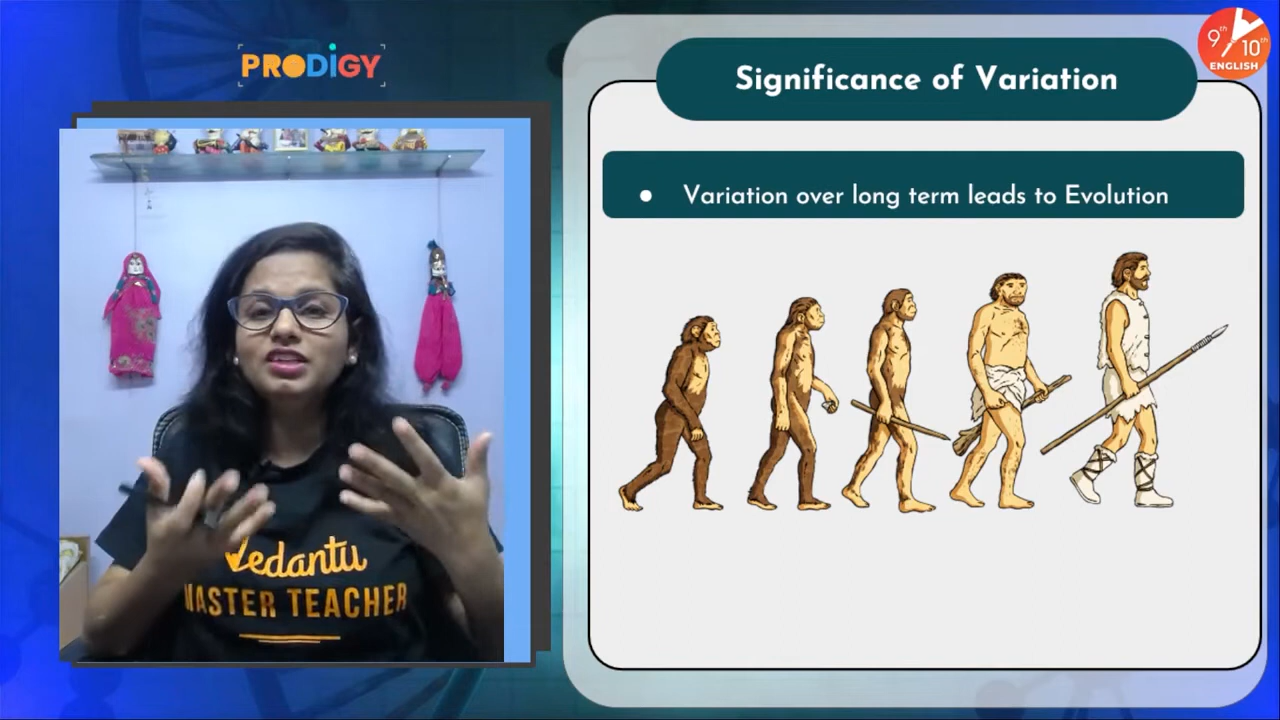 PRODIGY
9th 10th
ENGLISH
Significance of Variation
● Variation over long term leads to Evolution
Vedantu
MASTER TEACHER